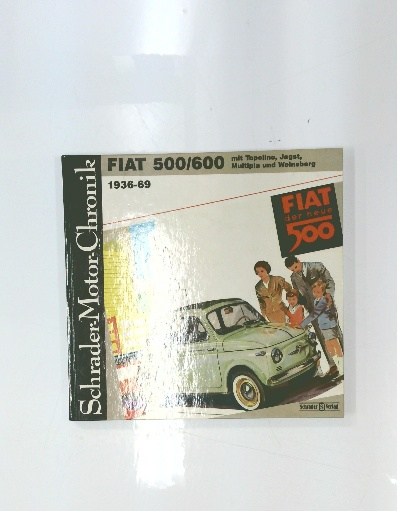 Schrader-Motor-Chronik
FIAT 500/600
mit Topolino, Jagst,
Multipla und Weinsberg
1936-69
FIAT
der neue
500
Schrader Verlag